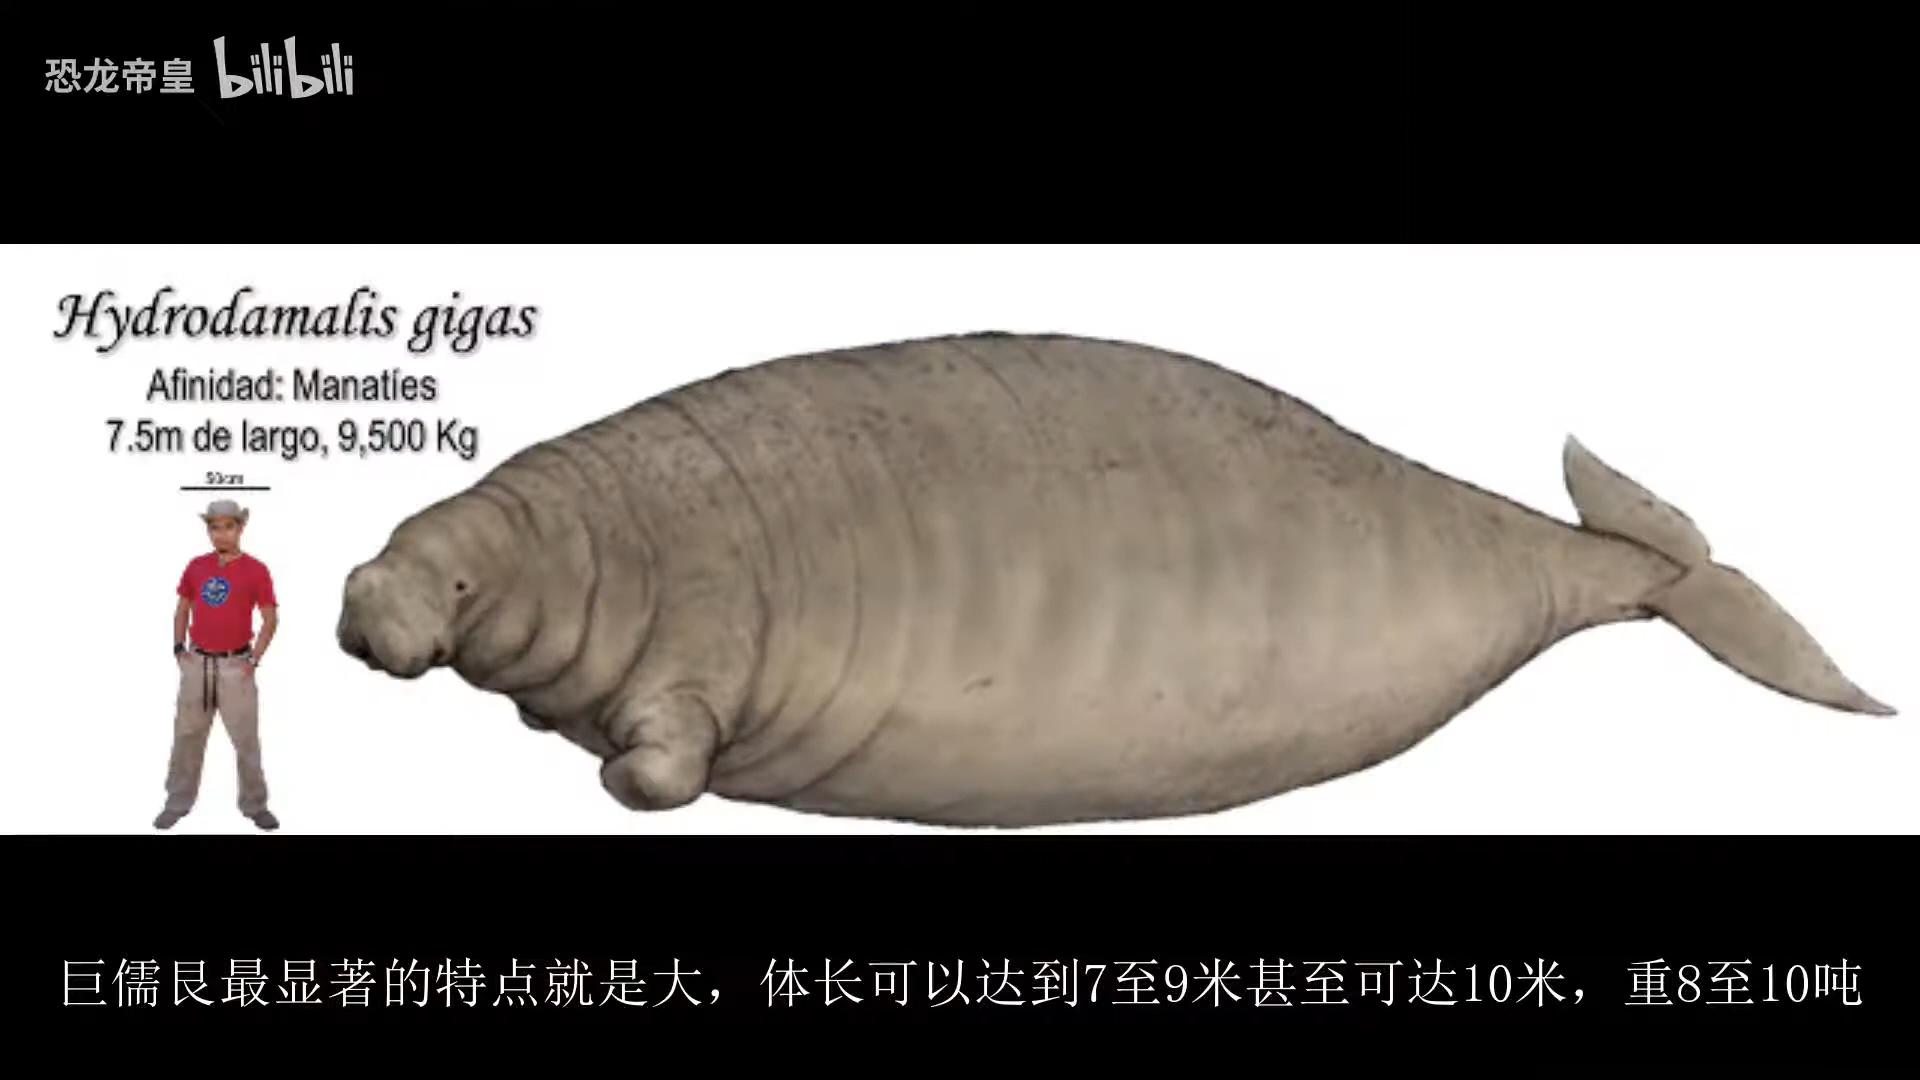 恐龙帝皇 bilibili
Hydrodamalis gigas
Afinidad: Manatíes
7.5m de largo, 9,500 Kg
50cm
巨儒艮最显著的特点就是大，体长可以达到7至9米甚至可达10米，重8至10吨